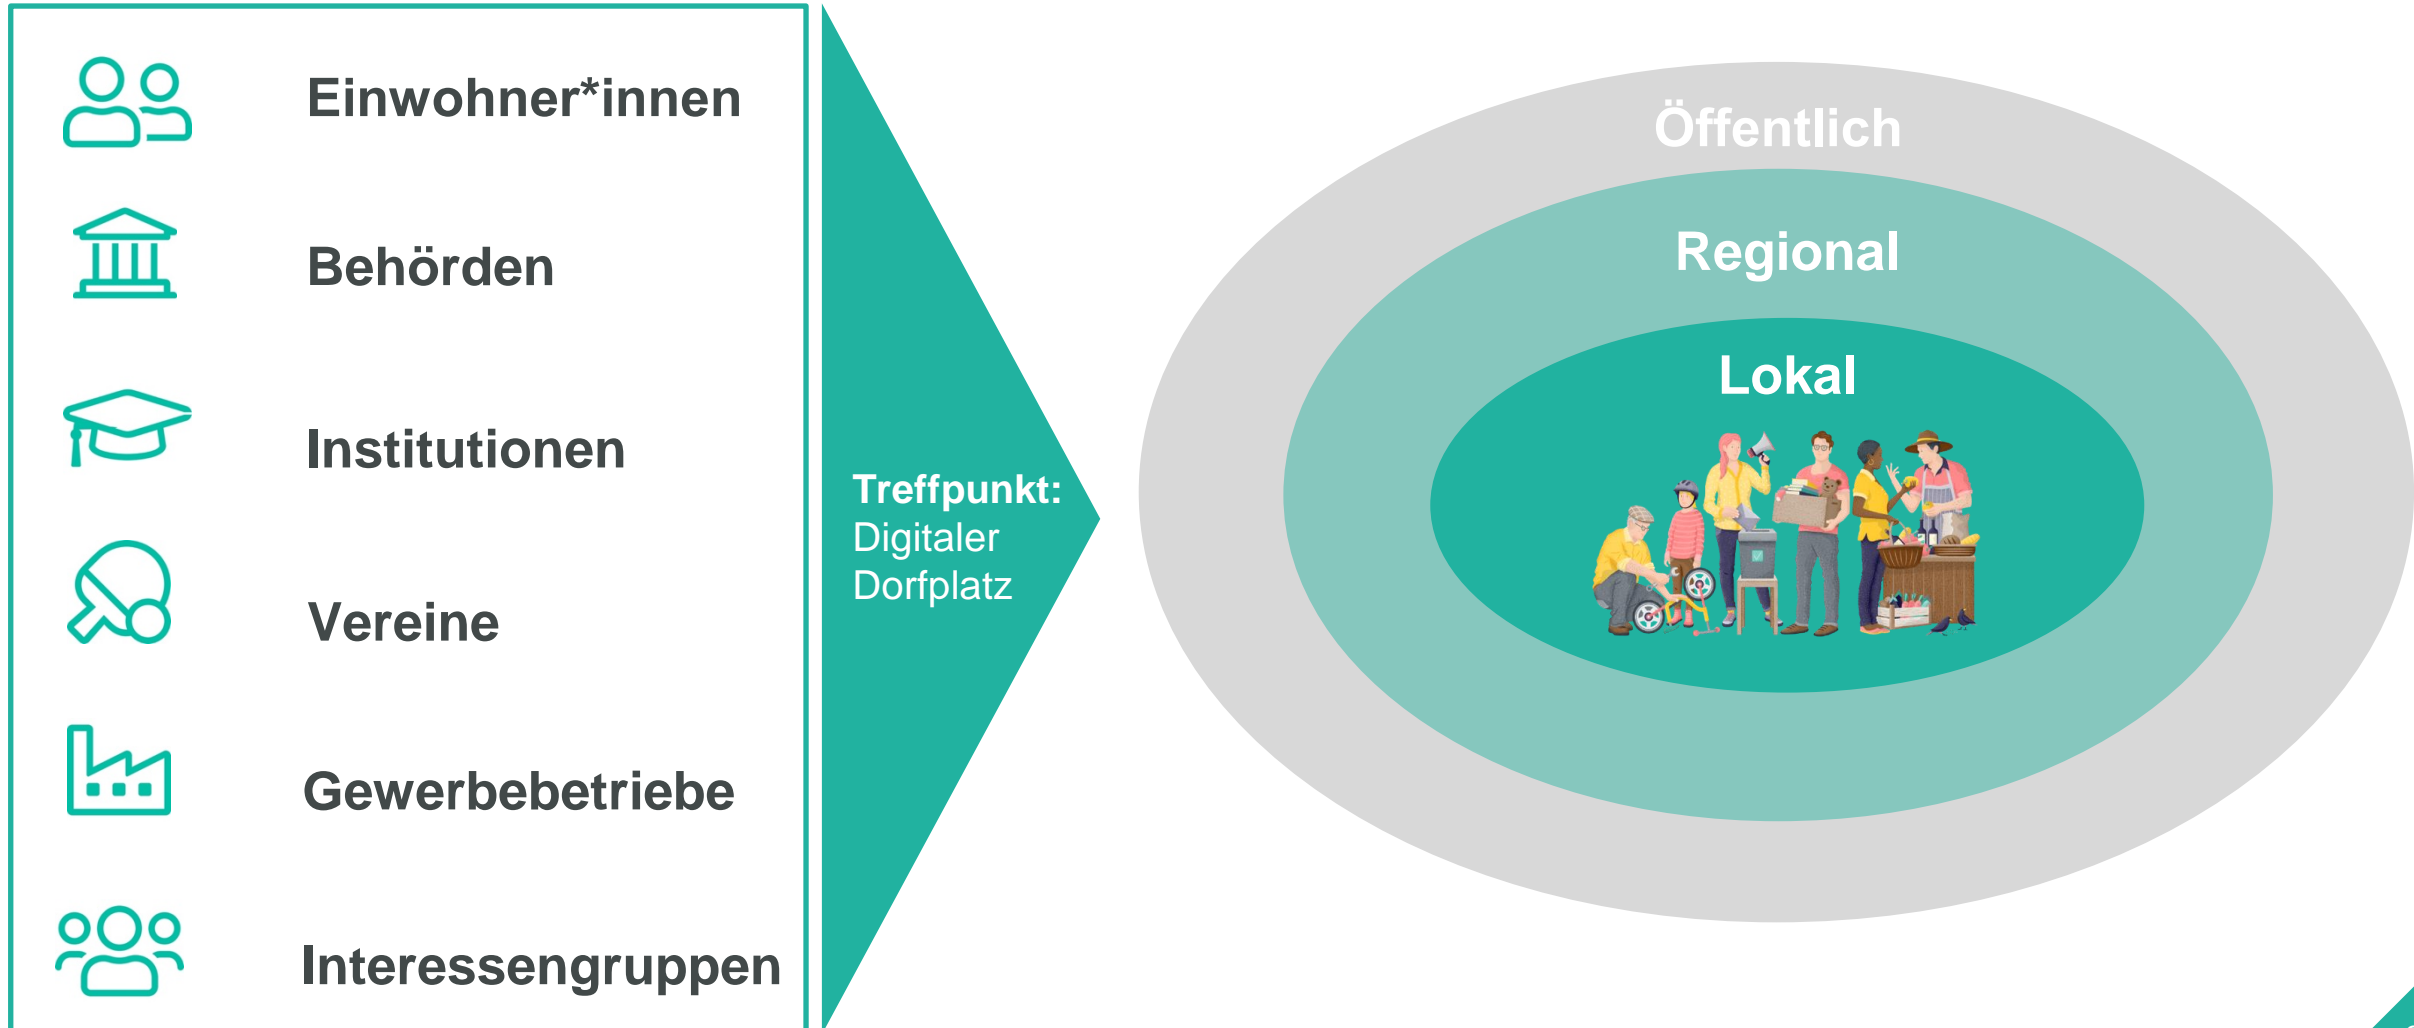 Einwohner*innen
Behörden
Institutionen
Vereine
Gewerbebetriebe
Interessengruppen
Treffpunkt:
Digitaler
Dorfplatz
Öffentlich
Regional
Lokal